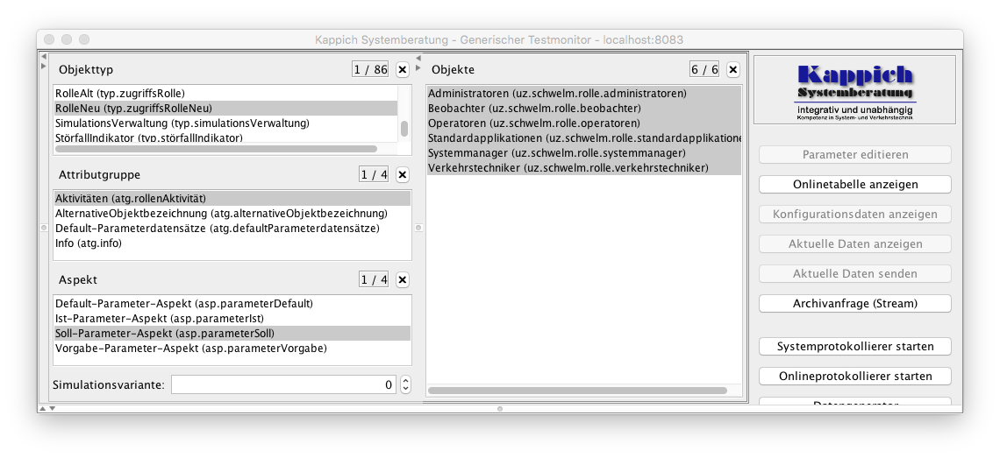 Kappich Systemberatung - Generischer Testmonitor - localhost:8083
Objekttyp
1 / 86
RolleAlt (typ.zugriffsRolle)
RolleNeu (typ.zugriffsRolleNeu)
SimulationsVerwaltung (typ.simulationsVerwaltung)
StörfallIndikator (typ.störfallIndikator)
Attributgruppe
1 / 4
Aktivitäten (atg.rollenAktivität)
AlternativeObjektbezeichnung (atg.alternativeObjektbezeichnung)
Default-Parameterdatensätze (atg.defaultParameterdatensätze)
Info (atg.info)
Aspekt
1 / 4
Default-Parameter-Aspekt (asp.parameterDefault)
Ist-Parameter-Aspekt (asp.parameterIst)
Soll-Parameter-Aspekt (asp.parameterSoll)
Vorgabe-Parameter-Aspekt (asp.parameterVorgabe)
Simulationsvariante: 0
Objekte
6 / 6
Administratoren (uz.schwelm.rolle.administratoren)
Beobachter (uz.schwelm.rolle.beobachter)
Operatoren (uz.schwelm.rolle.operatoren)
Standardapplikationen (uz.schwelm.rolle.standardapplikatione
Systemmanager (uz.schwelm.rolle.systemmanager)
Verkehrstechniker (uz.schwelm.rolle.verkehrstechniker)
Kappich
Systemberatung
integrativ und unabhängig
Kompetenz in System- und Verkehrstechnik
Parameter editieren
Onlinetabelle anzeigen
Konfigurationsdaten anzeigen
Aktuelle Daten anzeigen
Aktuelle Daten senden
Archivanfrage (Stream)
Systemprotokollierer starten
Onlineprotokollierer starten